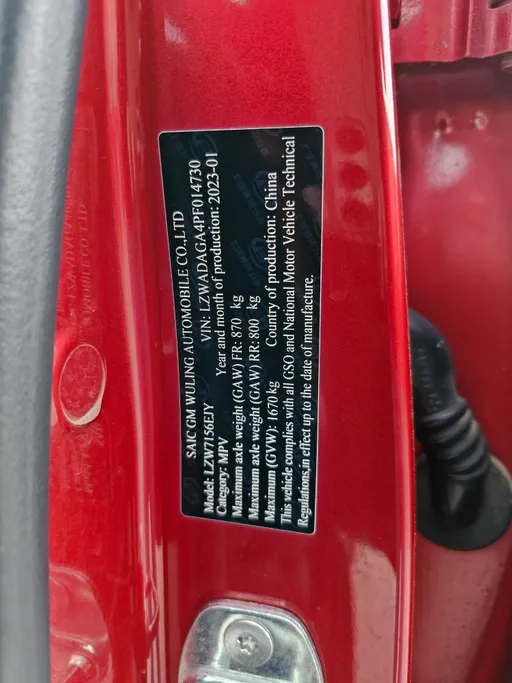 SAIC GM WULING AUTOMOBILE CO.,LTD
Model: LZW7156EJY VIN: LZWADAGA4PF014730
Category: MPV Year and month of production: 2023-01
Maximum axle weight (GAW) FR: 870 kg
Maximum axle weight (GAW) RR: 800 kg
Maximum (GVW): 1670 kg Country of production: China
This vehicle complies with all GSO and National Motor Vehicle Technical
Regulations,in effect up to the date of manufacture.